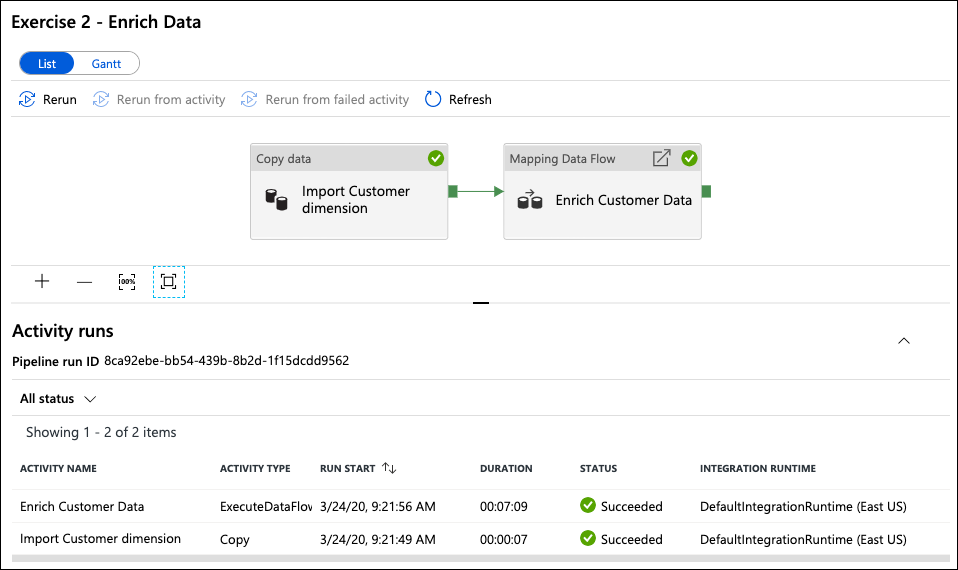 Exercise 2 - Enrich Data
List Gantt
Rerun Rerun from activity Rerun from failed activity Refresh
Copy data
Import Customer
dimension
Mapping Data Flow
Enrich Customer Data
100%
Activity runs
Pipeline run ID 8ca92ebe-bb54-439b-8b2d-1f15dcdd9562
All status
Showing 1 - 2 of 2 items
ACTIVITY NAME ACTIVITY TYPE RUN START DURATION STATUS INTEGRATION RUNTIME
Enrich Customer Data ExecuteDataFlow 3/24/20, 9:21:56 AM 00:07:09 Succeeded DefaultIntegrationRuntime (East US)
Import Customer dimension Copy 3/24/20, 9:21:49 AM 00:00:07 Succeeded DefaultIntegrationRuntime (East US)